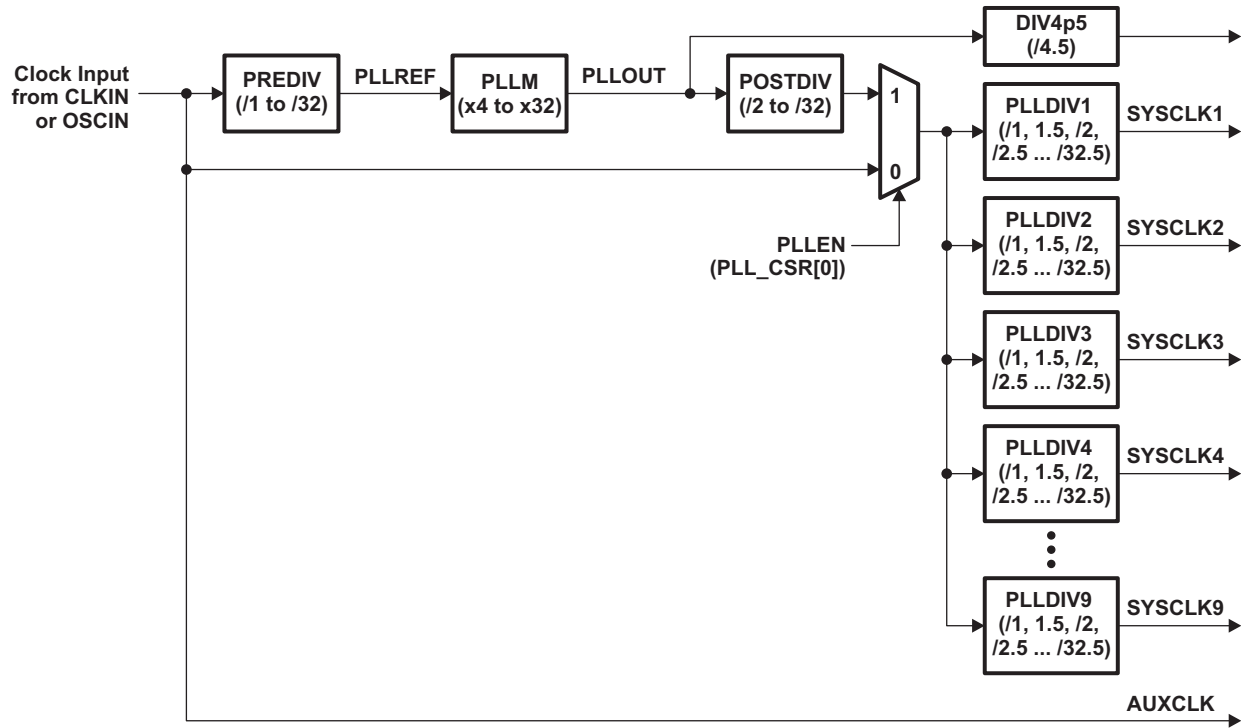 DIV4p5
(/4.5)
Clock Input
from CLKIN
or OSCIN
PREDIV
(/1 to /32)
PLLREF
PLLM
(x4 to x32)
PLLOUT
POSTDIV
(/2 to /32)
1
0
PLLEN
(PLL_CSR[0])
PLLDIV1
(/1, 1.5, /2,
/2.5 ... /32.5)
SYSCLK1
PLLDIV2
(/1, 1.5, /2,
/2.5 ... /32.5)
SYSCLK2
PLLDIV3
(/1, 1.5, /2,
/2.5 ... /32.5)
SYSCLK3
PLLDIV4
(/1, 1.5, /2,
/2.5 ... /32.5)
SYSCLK4
PLLDIV9
(/1, 1.5, /2,
/2.5 ... /32.5)
SYSCLK9
AUXCLK